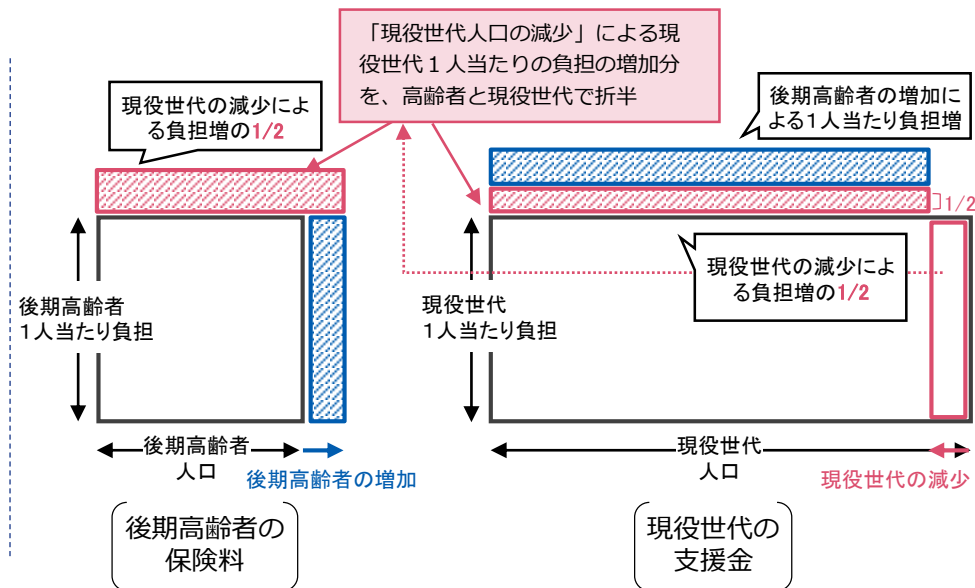 「現役世代人口の減少」による現
役世代１人当たりの負担の増加分
を、高齢者と現役世代で折半
現役世代の減少によ
る負担増の1/2
後期高齢者の増加に
よる１人当たり負担増
1/2
現役世代の減少によ
る負担増の1/2
後期高齢者
１人当たり負担
現役世代
１人当たり負担
後期高齢者
人口
後期高齢者の増加
現役世代
人口
現役世代の減少
後期高齢者の
保険料
現役世代の
支援金